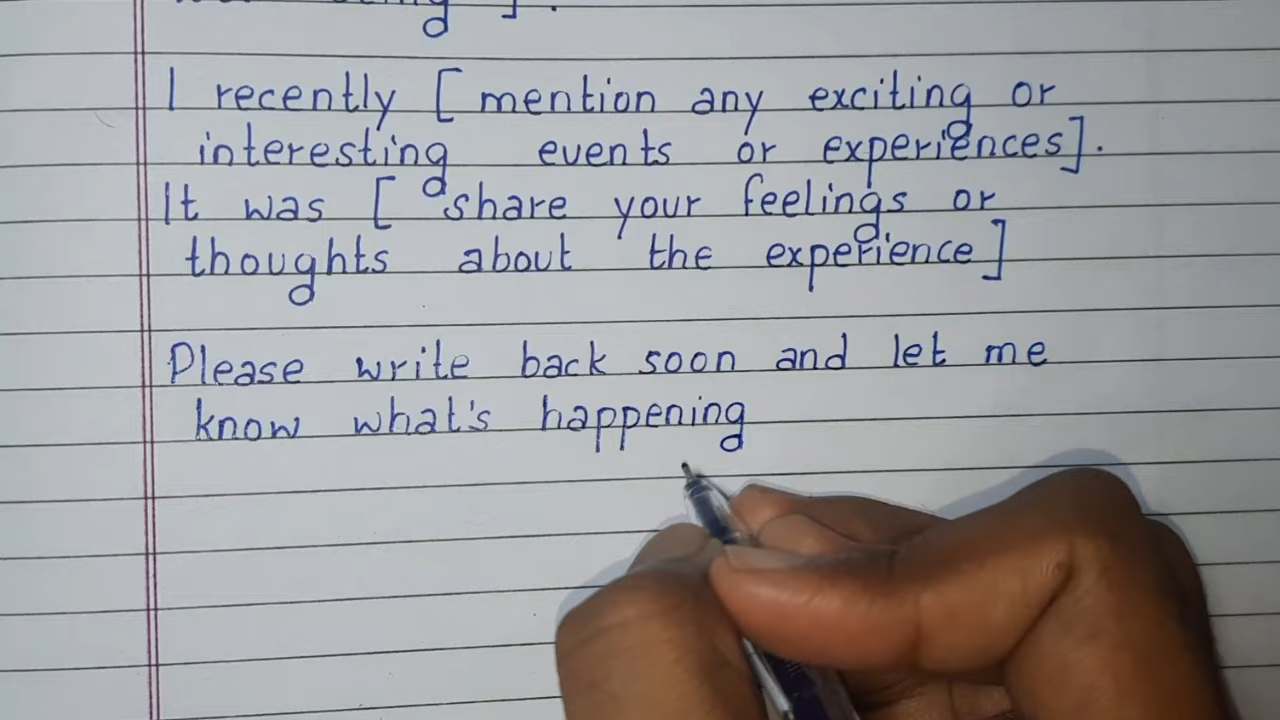 I recently [ mention any exciting or
interesting events or experiences].
It was [ share your feelings or
thoughts about the experience]
Please write back soon and let me
know what's happening